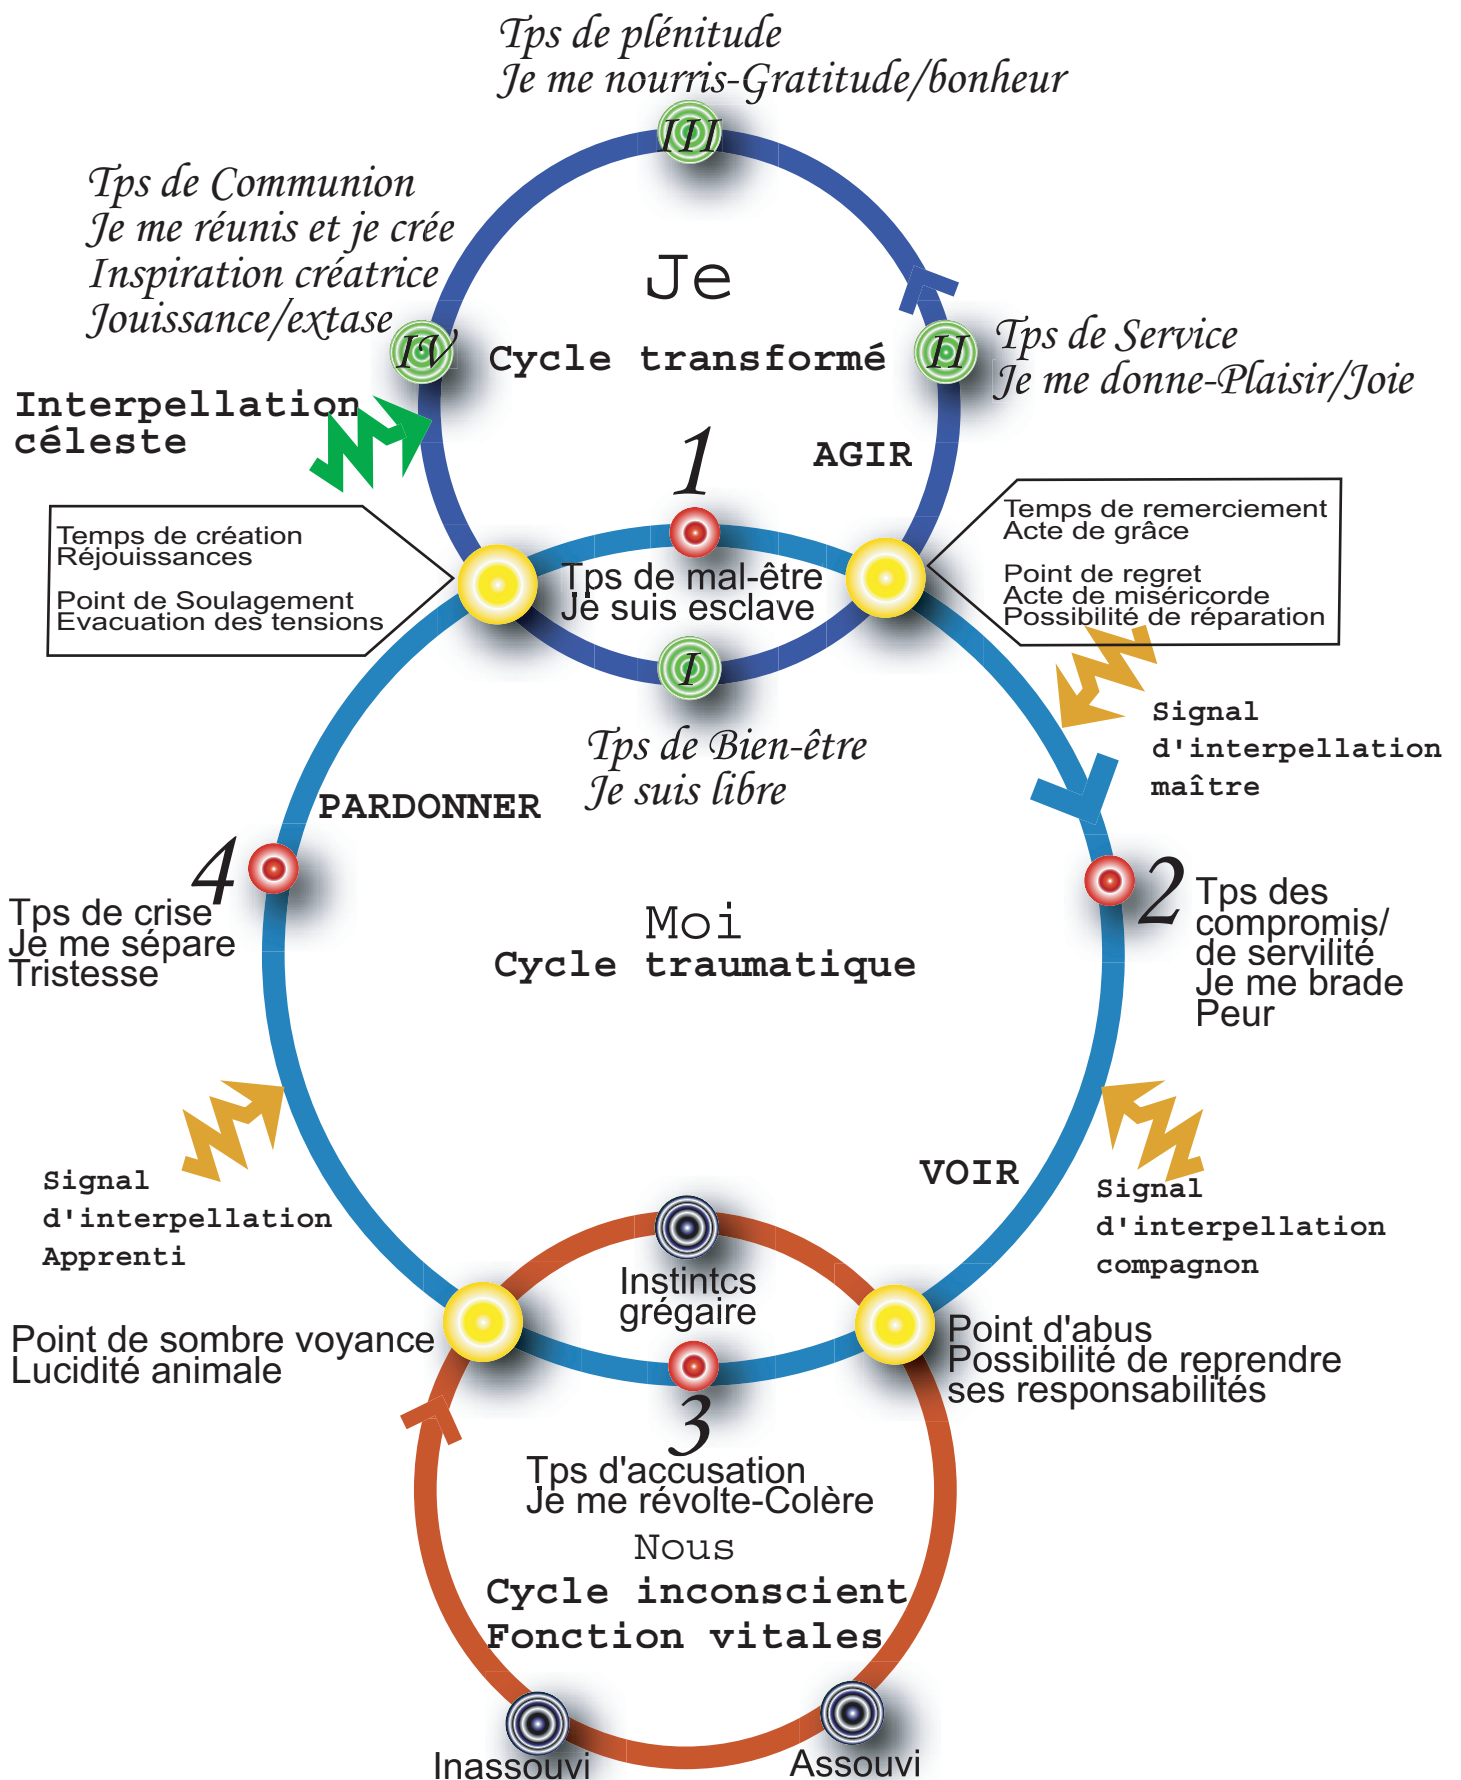 Tps de plénitude
Je me nourris-Gratitude/bonheur
III
Tps de Communion
Je me réunis et je crée
Inspiration créatrice
Jouissance/extase
IV
Je
Cycle transformé
II
Tps de Service
Je me donne-Plaisir/Joie
Interpellation
céleste
1
AGIR
Temps de création
Réjouissances
Point de Soulagement
Evacuation des tensions
Tps de mal-être
Je suis esclave
Temps de remerciement
Acte de grâce
Point de regret
Acte de miséricorde
Possibilité de réparation
I
Tps de Bien-être
Je suis libre
Signal
d'interpellation
maître
PARDONNER
4
Tps de crise
Je me sépare
Tristesse
Moi
Cycle traumatique
2
Tps des
compromis/
de servilité
Je me brade
Peur
Signal
d'interpellation
Apprenti
VOIR
Signal
d'interpellation
compagnon
Instintcs
grégaire
Point de sombre voyance
Lucidité animale
Point d'abus
Possibilité de reprendre
ses responsabilités
3
Tps d'accusation
Je me révolte-Colère
Nous
Cycle inconscient
Fonction vitales
Inassouvi
Assouvi